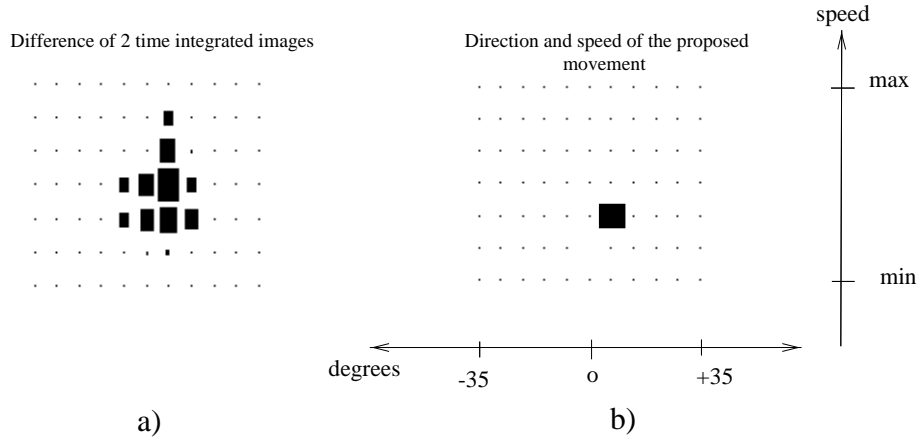 Difference of 2 time integrated images
Direction and speed of the proposed
movement
speed
max
min
degrees
-35
o
+35
a)
b)